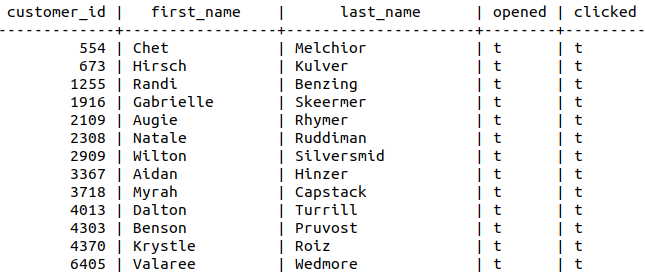 customer_id | first_name | last_name | opened | clicked
-------------+-----------------+---------------------+--------+---------
554 | Chet | Melchior | t | t
673 | Hirsch | Kulver | t | t
1255 | Randi | Benzing | t | t
1916 | Gabrielle | Skeermer | t | t
2109 | Augie | Rhymer | t | t
2308 | Natale | Ruddiman | t | t
2909 | Wilton | Silversmid | t | t
3367 | Aidan | Hinzer | t | t
3718 | Myrah | Capstack | t | t
4013 | Dalton | Turrill | t | t
4303 | Benson | Pruvost | t | t
4370 | Krystle | Roiz | t | t
6405 | Valaree | Wedmore | t | t